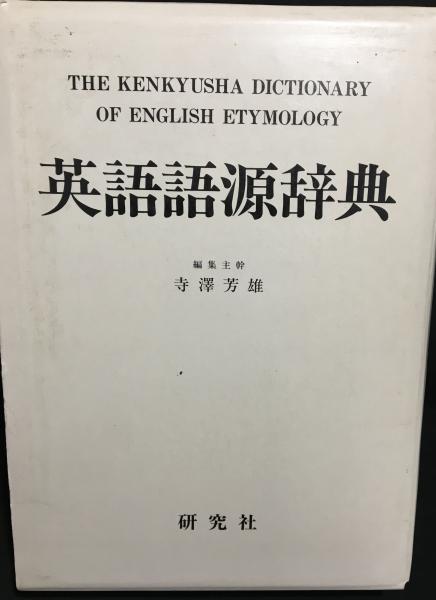 THE KENKYUSHA DICTIONARY
OF ENGLISH ETYMOLOGY
英語語源辞典
編集主幹
寺澤芳雄
研究社